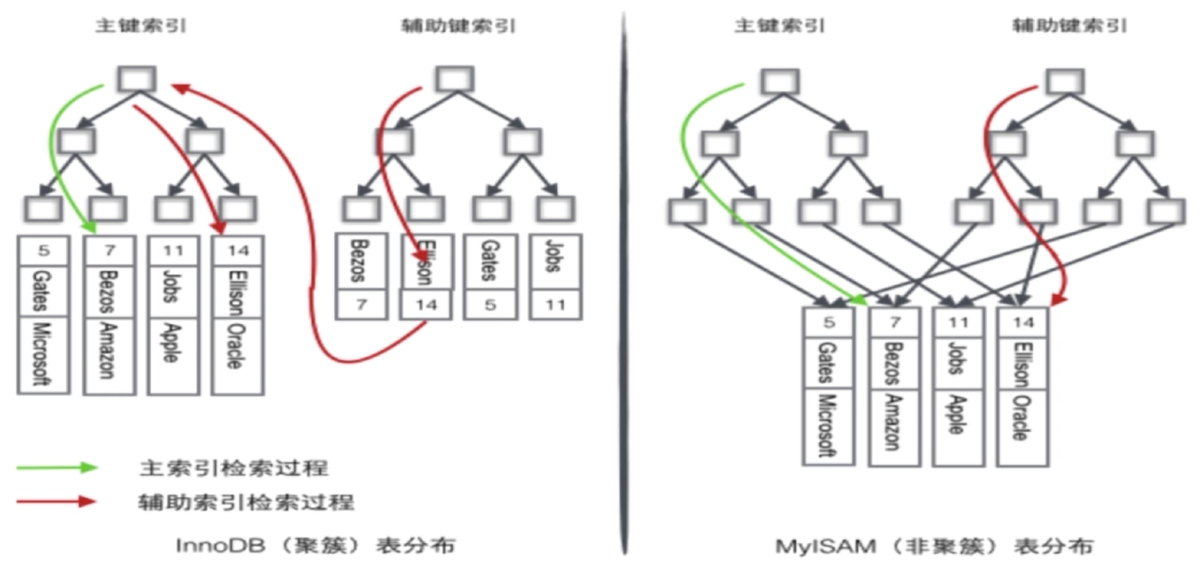 主键索引
辅助键索引
5
Gates
Microsoft
7
Bezos
Amazon
11
Jobs
Apple
14
Ellison
Oracle
Bezos
7
Ellison
14
Gates
5
Jobs
11
主索引检索过程
辅助索引检索过程
InnoDB（聚簇）表分布
主键索引
辅助键索引
5
Gates
Microsoft
7
Bezos
Amazon
11
Jobs
Apple
14
Ellison
Oracle
MyISAM（非聚簇）表分布